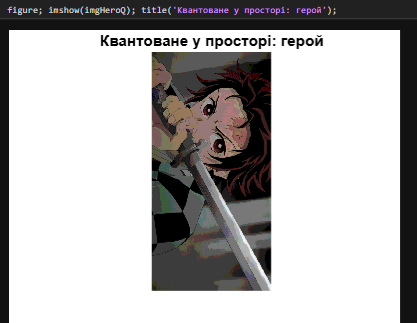 figure; imshow(imgHeroQ); title('Квантоване у просторі: герой');
Квантоване у просторі: герой